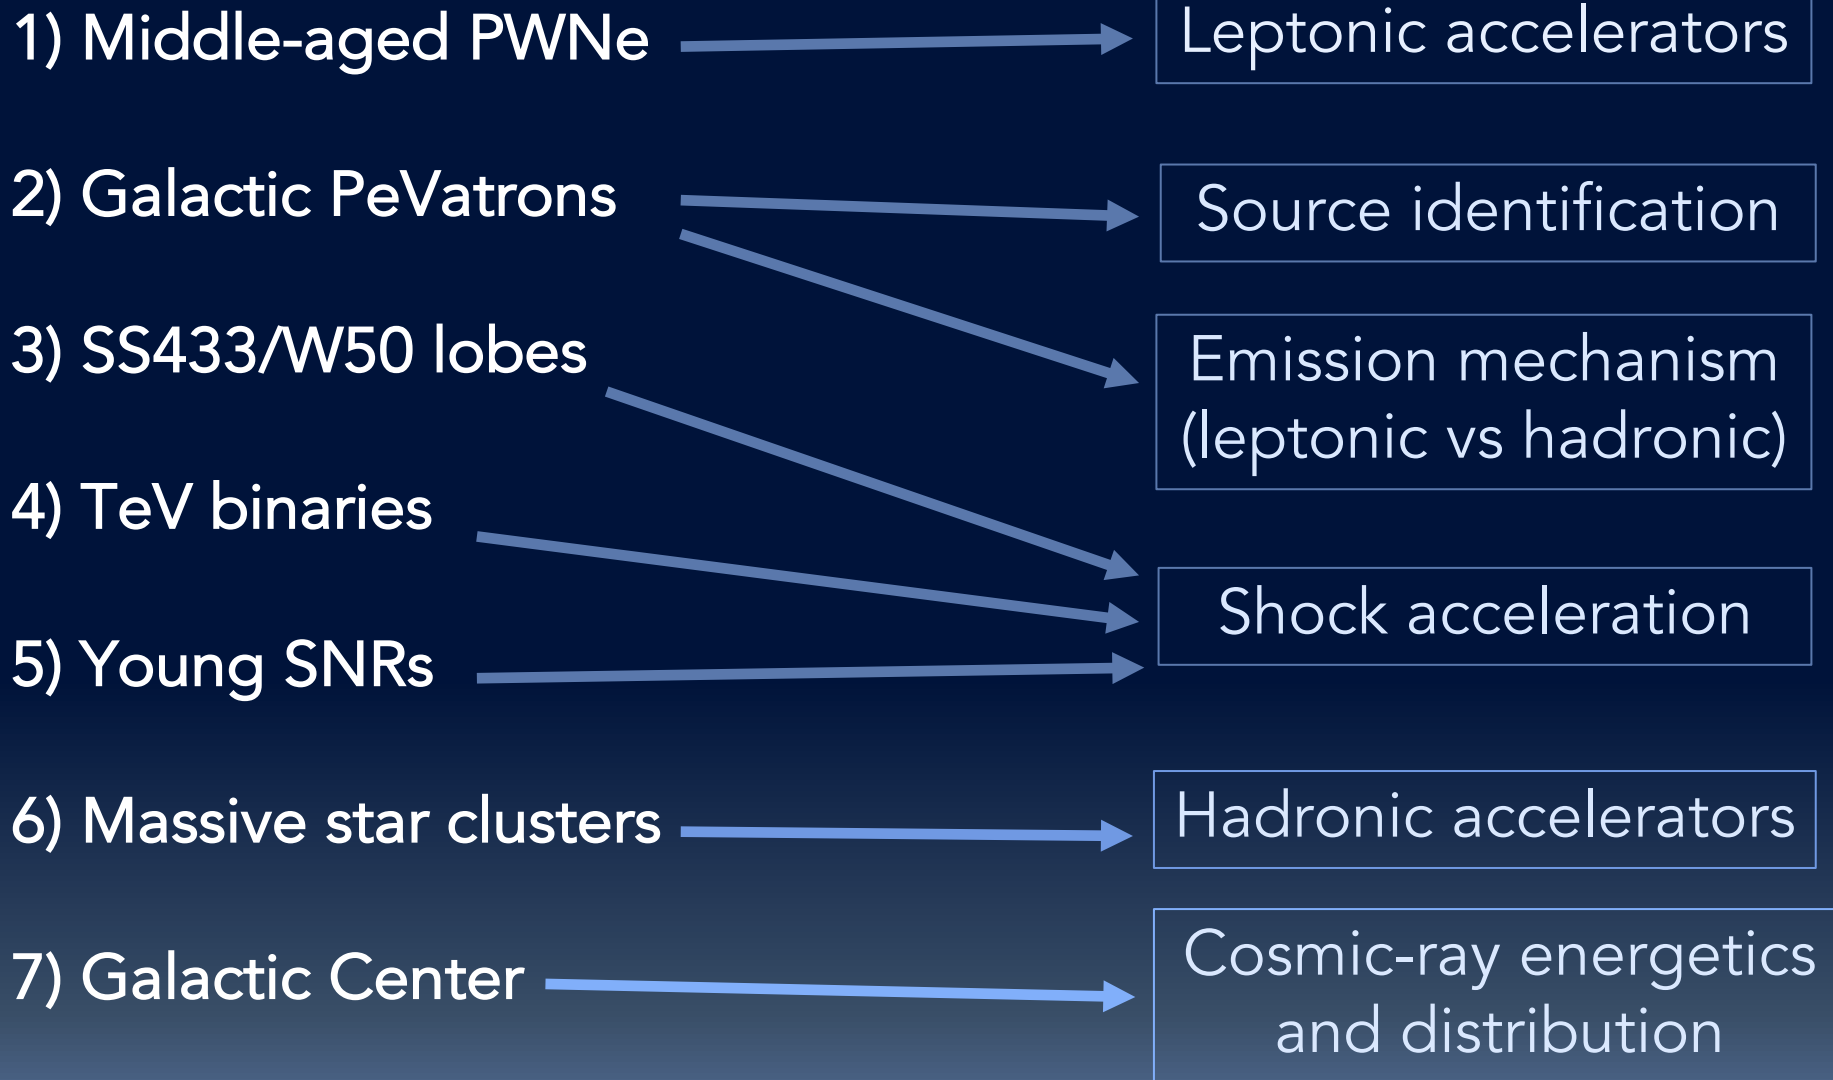 1) Middle-aged PWNe
Leptonic accelerators
2) Galactic PeVatrons
Source identification
3) SS433/W50 lobes
Emission mechanism
(leptonic vs hadronic)
4) TeV binaries
Shock acceleration
5) Young SNRs
6) Massive star clusters
Hadronic accelerators
7) Galactic Center
Cosmic-ray energetics
and distribution